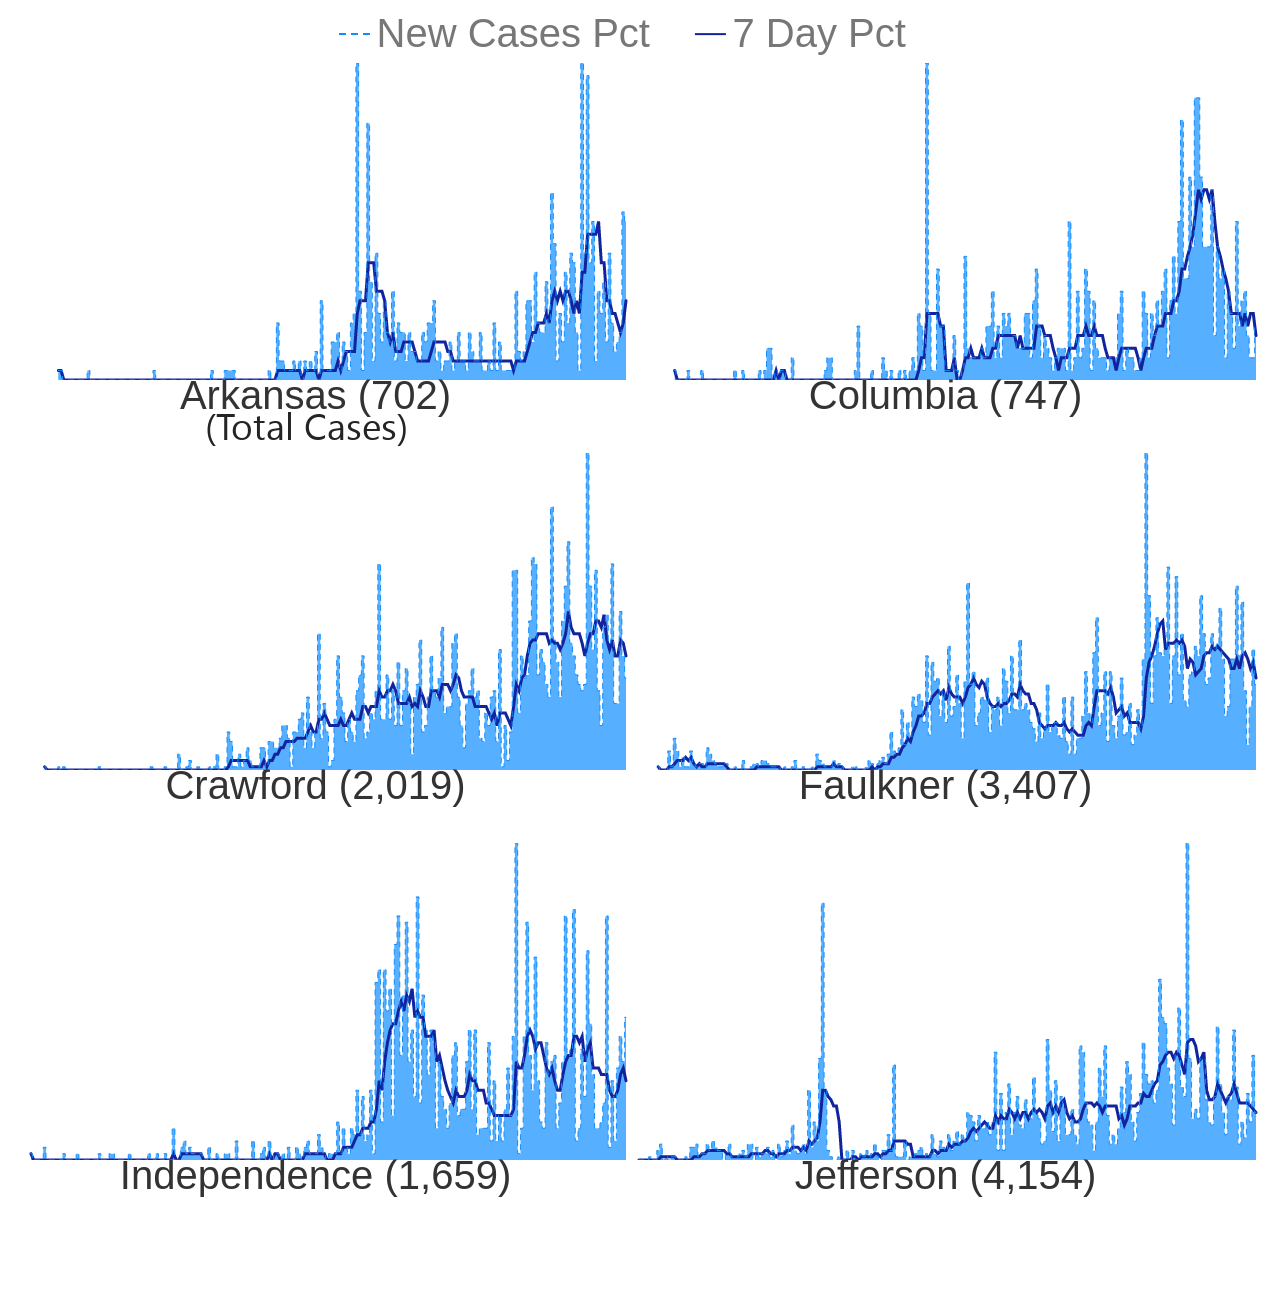 New Cases Pct 7 Day Pct
Arkansas (702) Columbia (747)
(Total Cases)
Crawford (2,019) Faulkner (3,407)
Independence (1,659) Jefferson (4,154)